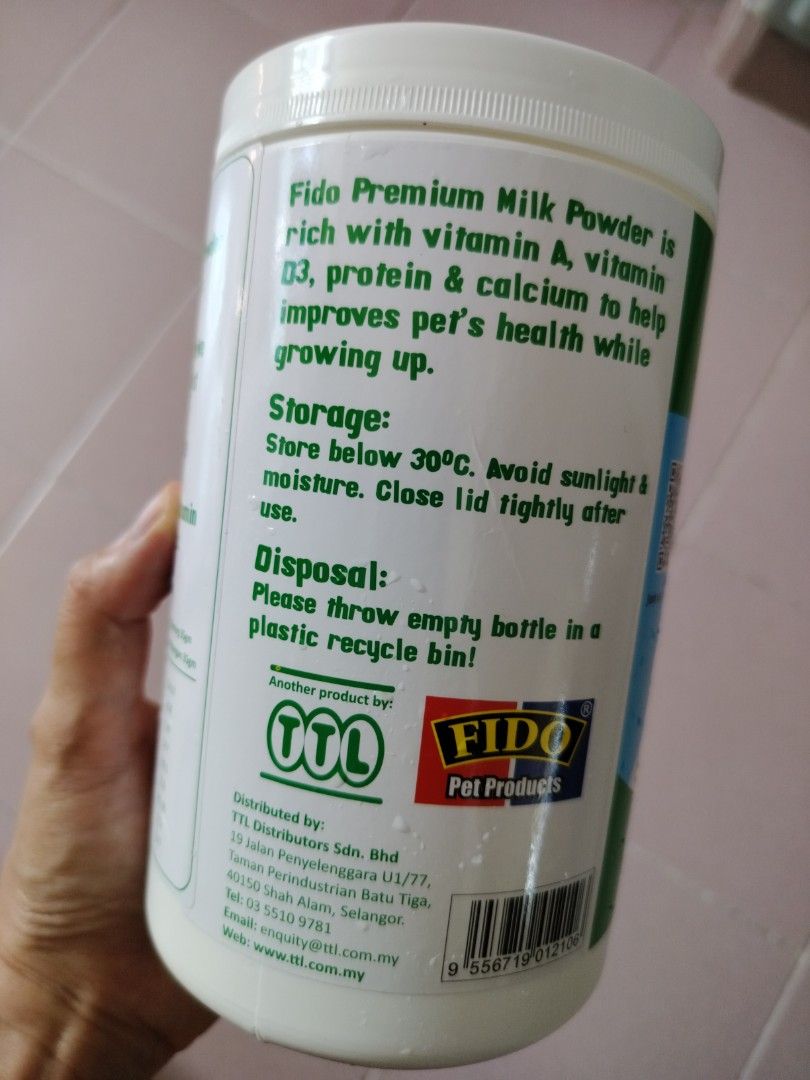 Fido Premium Milk Powder is
rich with vitamin A, vitamin
D3, protein & calcium to help
improves pet's health while
growing up.
Storage:
Store below 30ºC. Avoid sunlight &
moisture. Close lid tightly after
use.
Disposal:
Please throw empty bottle in a
plastic recycle bin!
Another product by:
TTL
FIDO ®
Pet Products
Distributed by:
TTL Distributors Sdn. Bhd
19 Jalan Penyelenggara U1/77,
Taman Perindustrian Batu Tiga,
40150 Shah Alam, Selangor.
Tel: 03 5510 9781
Email: enquity@ttl.com.my
Web: www.ttl.com.my
9 556719 012106